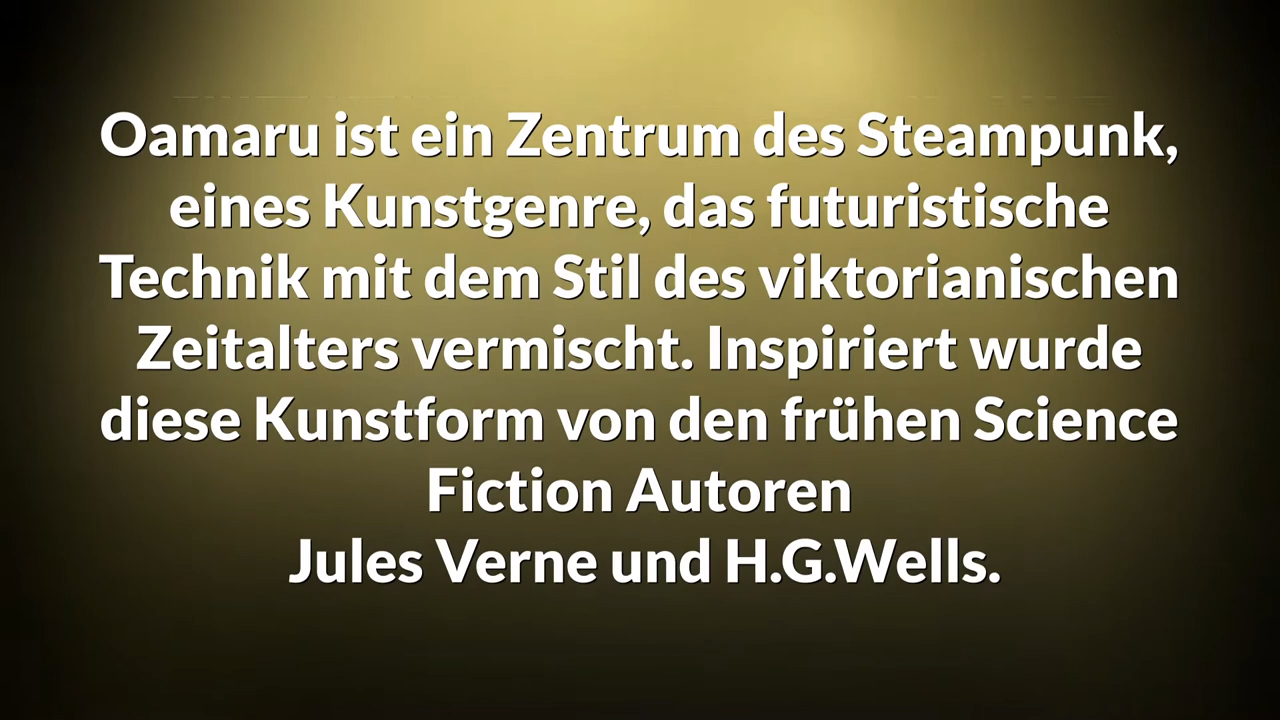 Oamaru ist ein Zentrum des Steampunk,
eines Kunstgenre, das futuristische
Technik mit dem Stil des viktorianischen
Zeitalters vermischt. Inspiriert wurde
diese Kunstform von den frühen Science
Fiction Autoren
Jules Verne und H.G.Wells.